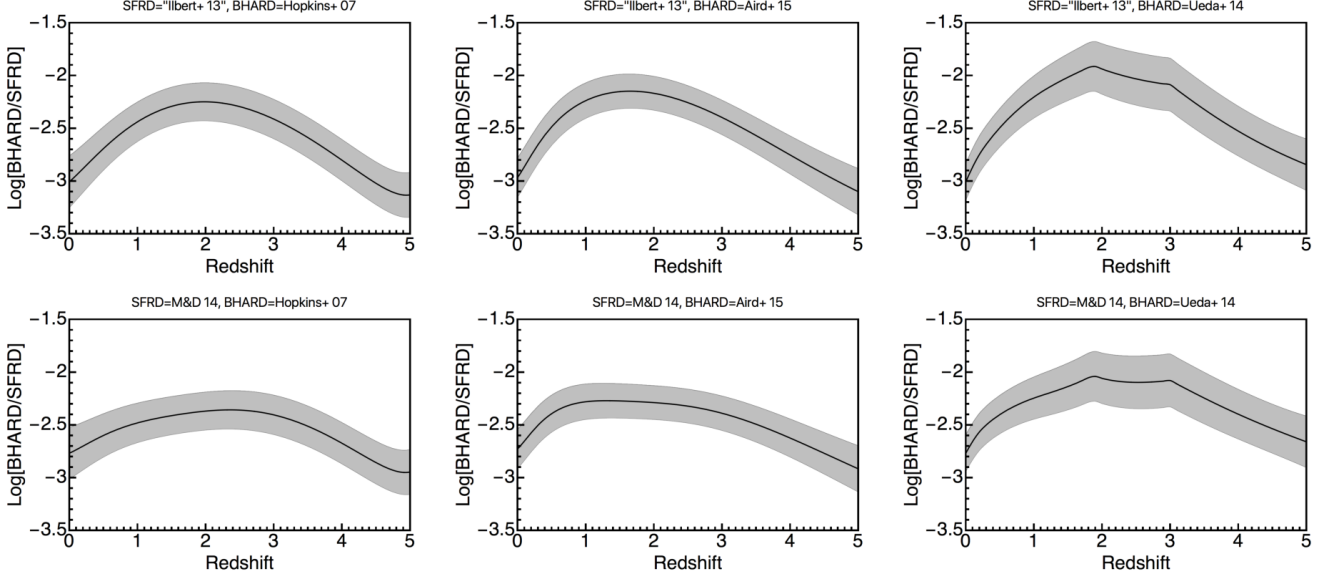 SFRD="Ilbert+ 13", BHARD=Hopkins+ 07
−1.5
−2
−2.5
−3
−3.5
Log[BHARD/SFRD]
0 1 2 3 4 5
Redshift
SFRD="Ilbert+ 13", BHARD=Aird+ 15
−1.5
−2
−2.5
−3
−3.5
Log[BHARD/SFRD]
0 1 2 3 4 5
Redshift
SFRD="Ilbert+ 13", BHARD=Ueda+ 14
−1.5
−2
−2.5
−3
−3.5
Log[BHARD/SFRD]
0 1 2 3 4 5
Redshift
SFRD=M&D 14, BHARD=Hopkins+ 07
−1.5
−2
−2.5
−3
−3.5
Log[BHARD/SFRD]
0 1 2 3 4 5
Redshift
SFRD=M&D 14, BHARD=Aird+ 15
−1.5
−2
−2.5
−3
−3.5
Log[BHARD/SFRD]
0 1 2 3 4 5
Redshift
SFRD=M&D 14, BHARD=Ueda+ 14
−1.5
−2
−2.5
−3
−3.5
Log[BHARD/SFRD]
0 1 2 3 4 5
Redshift